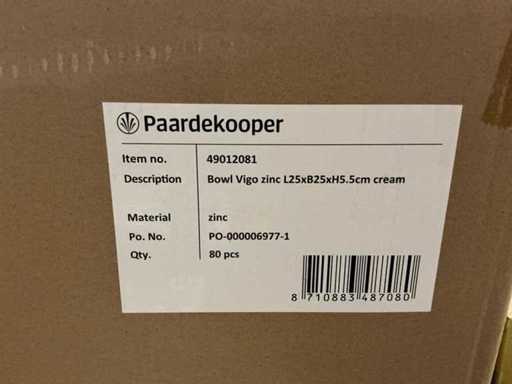 Paardekooper
Item no. 49012081
Description Bowl Vigo zinc L25xB25xH5.5cm cream
Material zinc
Po. No. PO-000006977-1
Qty. 80 pcs
8 710883 487080